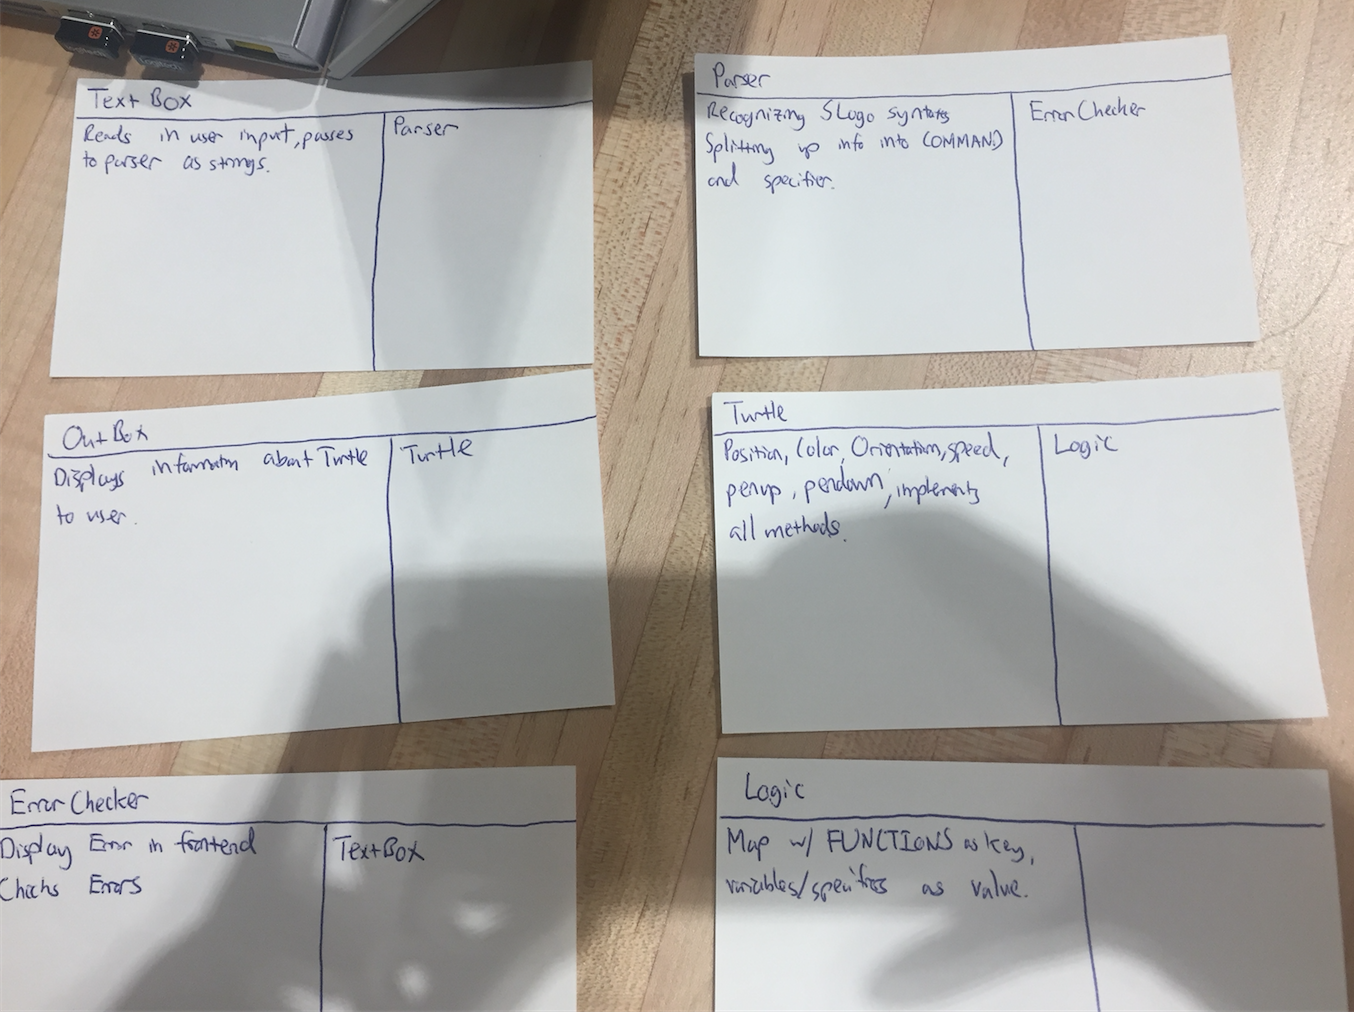 Text Box
Reads in user input, passes
to parser as strings.
Parser
Parser
Recognizing SLogo syntax
Splitting up info into COMMAND
and specifier.
Error Checker
Out Box
Displays information about Turtle
to user.
Turtle
Turtle
Position, Color, Orientation, speed,
penup, pendown, implements
all methods.
Logic
Error Checker
Display Error in frontend
Checks Errors
TextBox
Logic
Map w/ FUNCTIONS as key,
variables/specifiers as value.